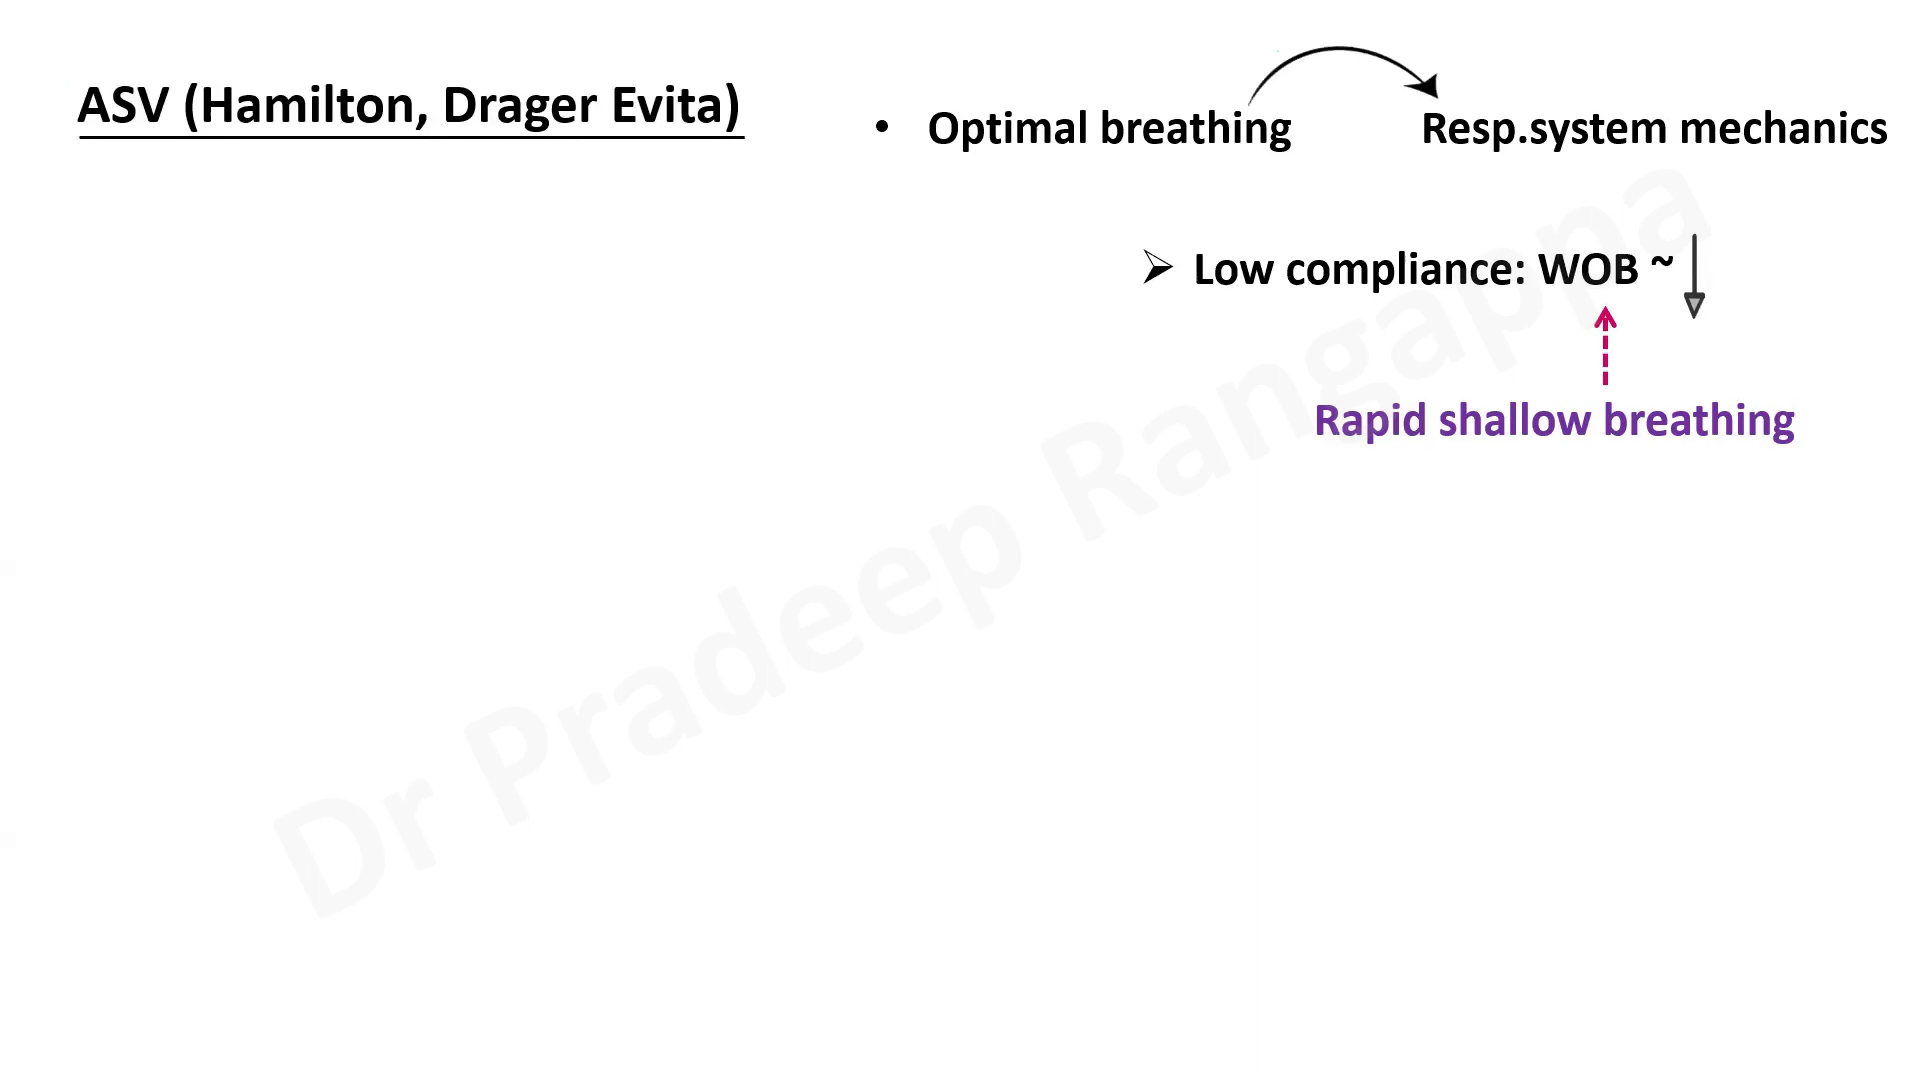 ASV (Hamilton, Drager Evita)
• Optimal breathing Resp.system mechanics
➢ Low compliance: WOB ~
Rapid shallow breathing
Dr Pradeep Rangappa